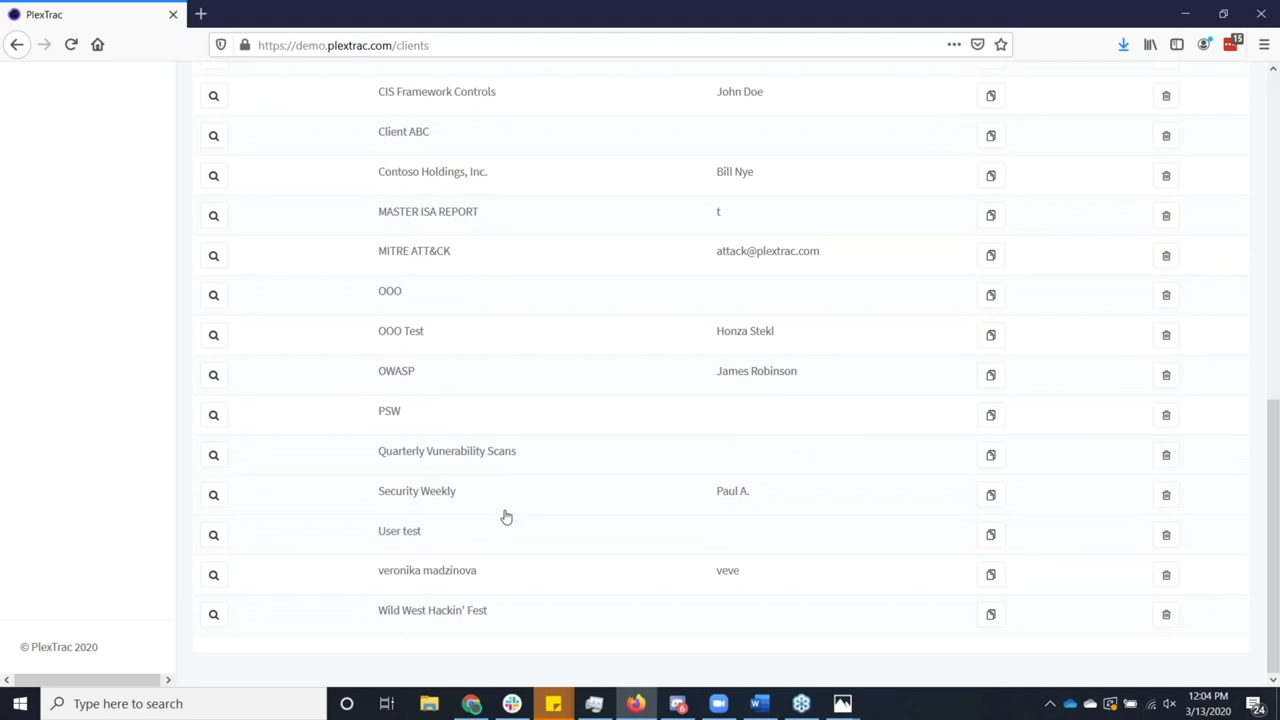 PlexTrac
https://demo.plextrac.com/clients
15
CIS Framework Controls John Doe
Client ABC
Contoso Holdings, Inc. Bill Nye
MASTER ISA REPORT t
MITRE ATT&CK attack@plextrac.com
OOO
OOO Test Honza Stekl
OWASP James Robinson
PSW
Quarterly Vunerability Scans
Security Weekly Paul A.
User test
veronika madzinova veve
Wild West Hackin' Fest
© PlexTrac 2020
Type here to search
12:04 PM
3/13/2020
24